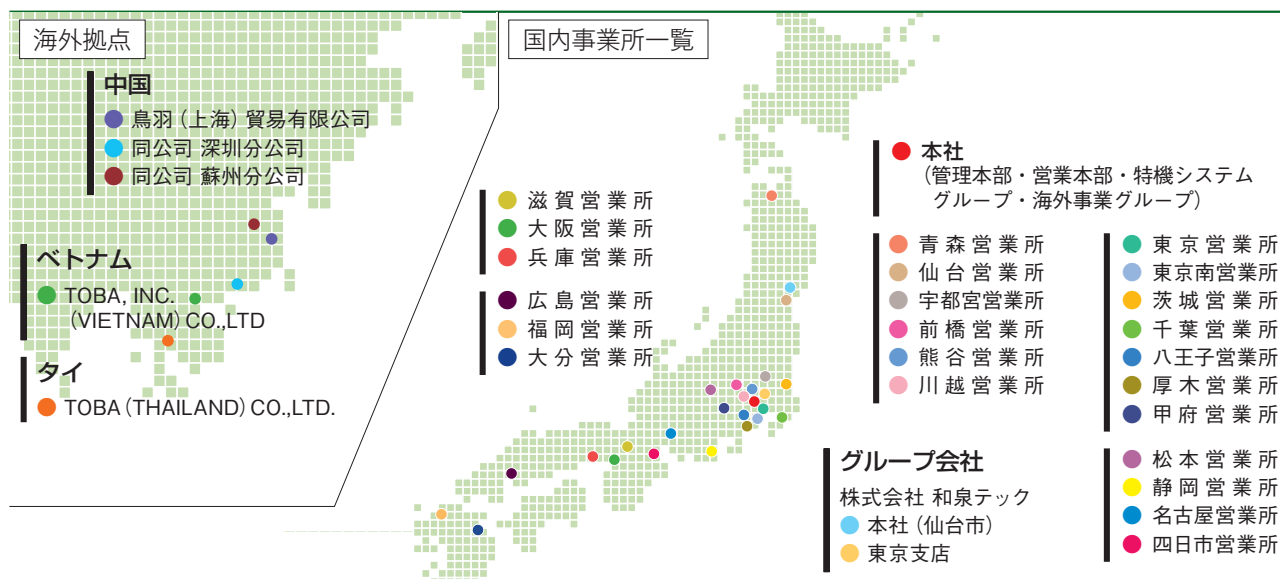 海外拠点
中国
鳥羽(上海)貿易有限公司
同公司 深圳分公司
同公司 蘇州分公司
ベトナム
TOBA, INC.
(VIETNAM) CO.,LTD
タイ
TOBA (THAILAND) CO.,LTD.
国内事業所一覧
滋賀営業所
大阪営業所
兵庫営業所
広島営業所
福岡営業所
大分営業所
本社
(管理本部・営業本部・特機システム
グループ・海外事業グループ)
青森営業所
仙台営業所
宇都宮営業所
前橋営業所
熊谷営業所
川越営業所
東京営業所
東京南営業所
茨城営業所
千葉営業所
八王子営業所
厚木営業所
甲府営業所
松本営業所
静岡営業所
名古屋営業所
四日市営業所
グループ会社
株式会社 和泉テック
本社(仙台市)
東京支店